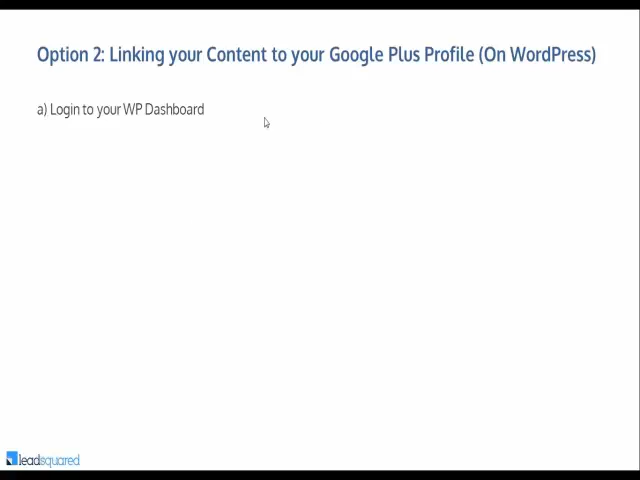 Option 2: Linking your Content to your Google Plus Profile (On WordPress)
a) Login to your WP Dashboard
leadsquared